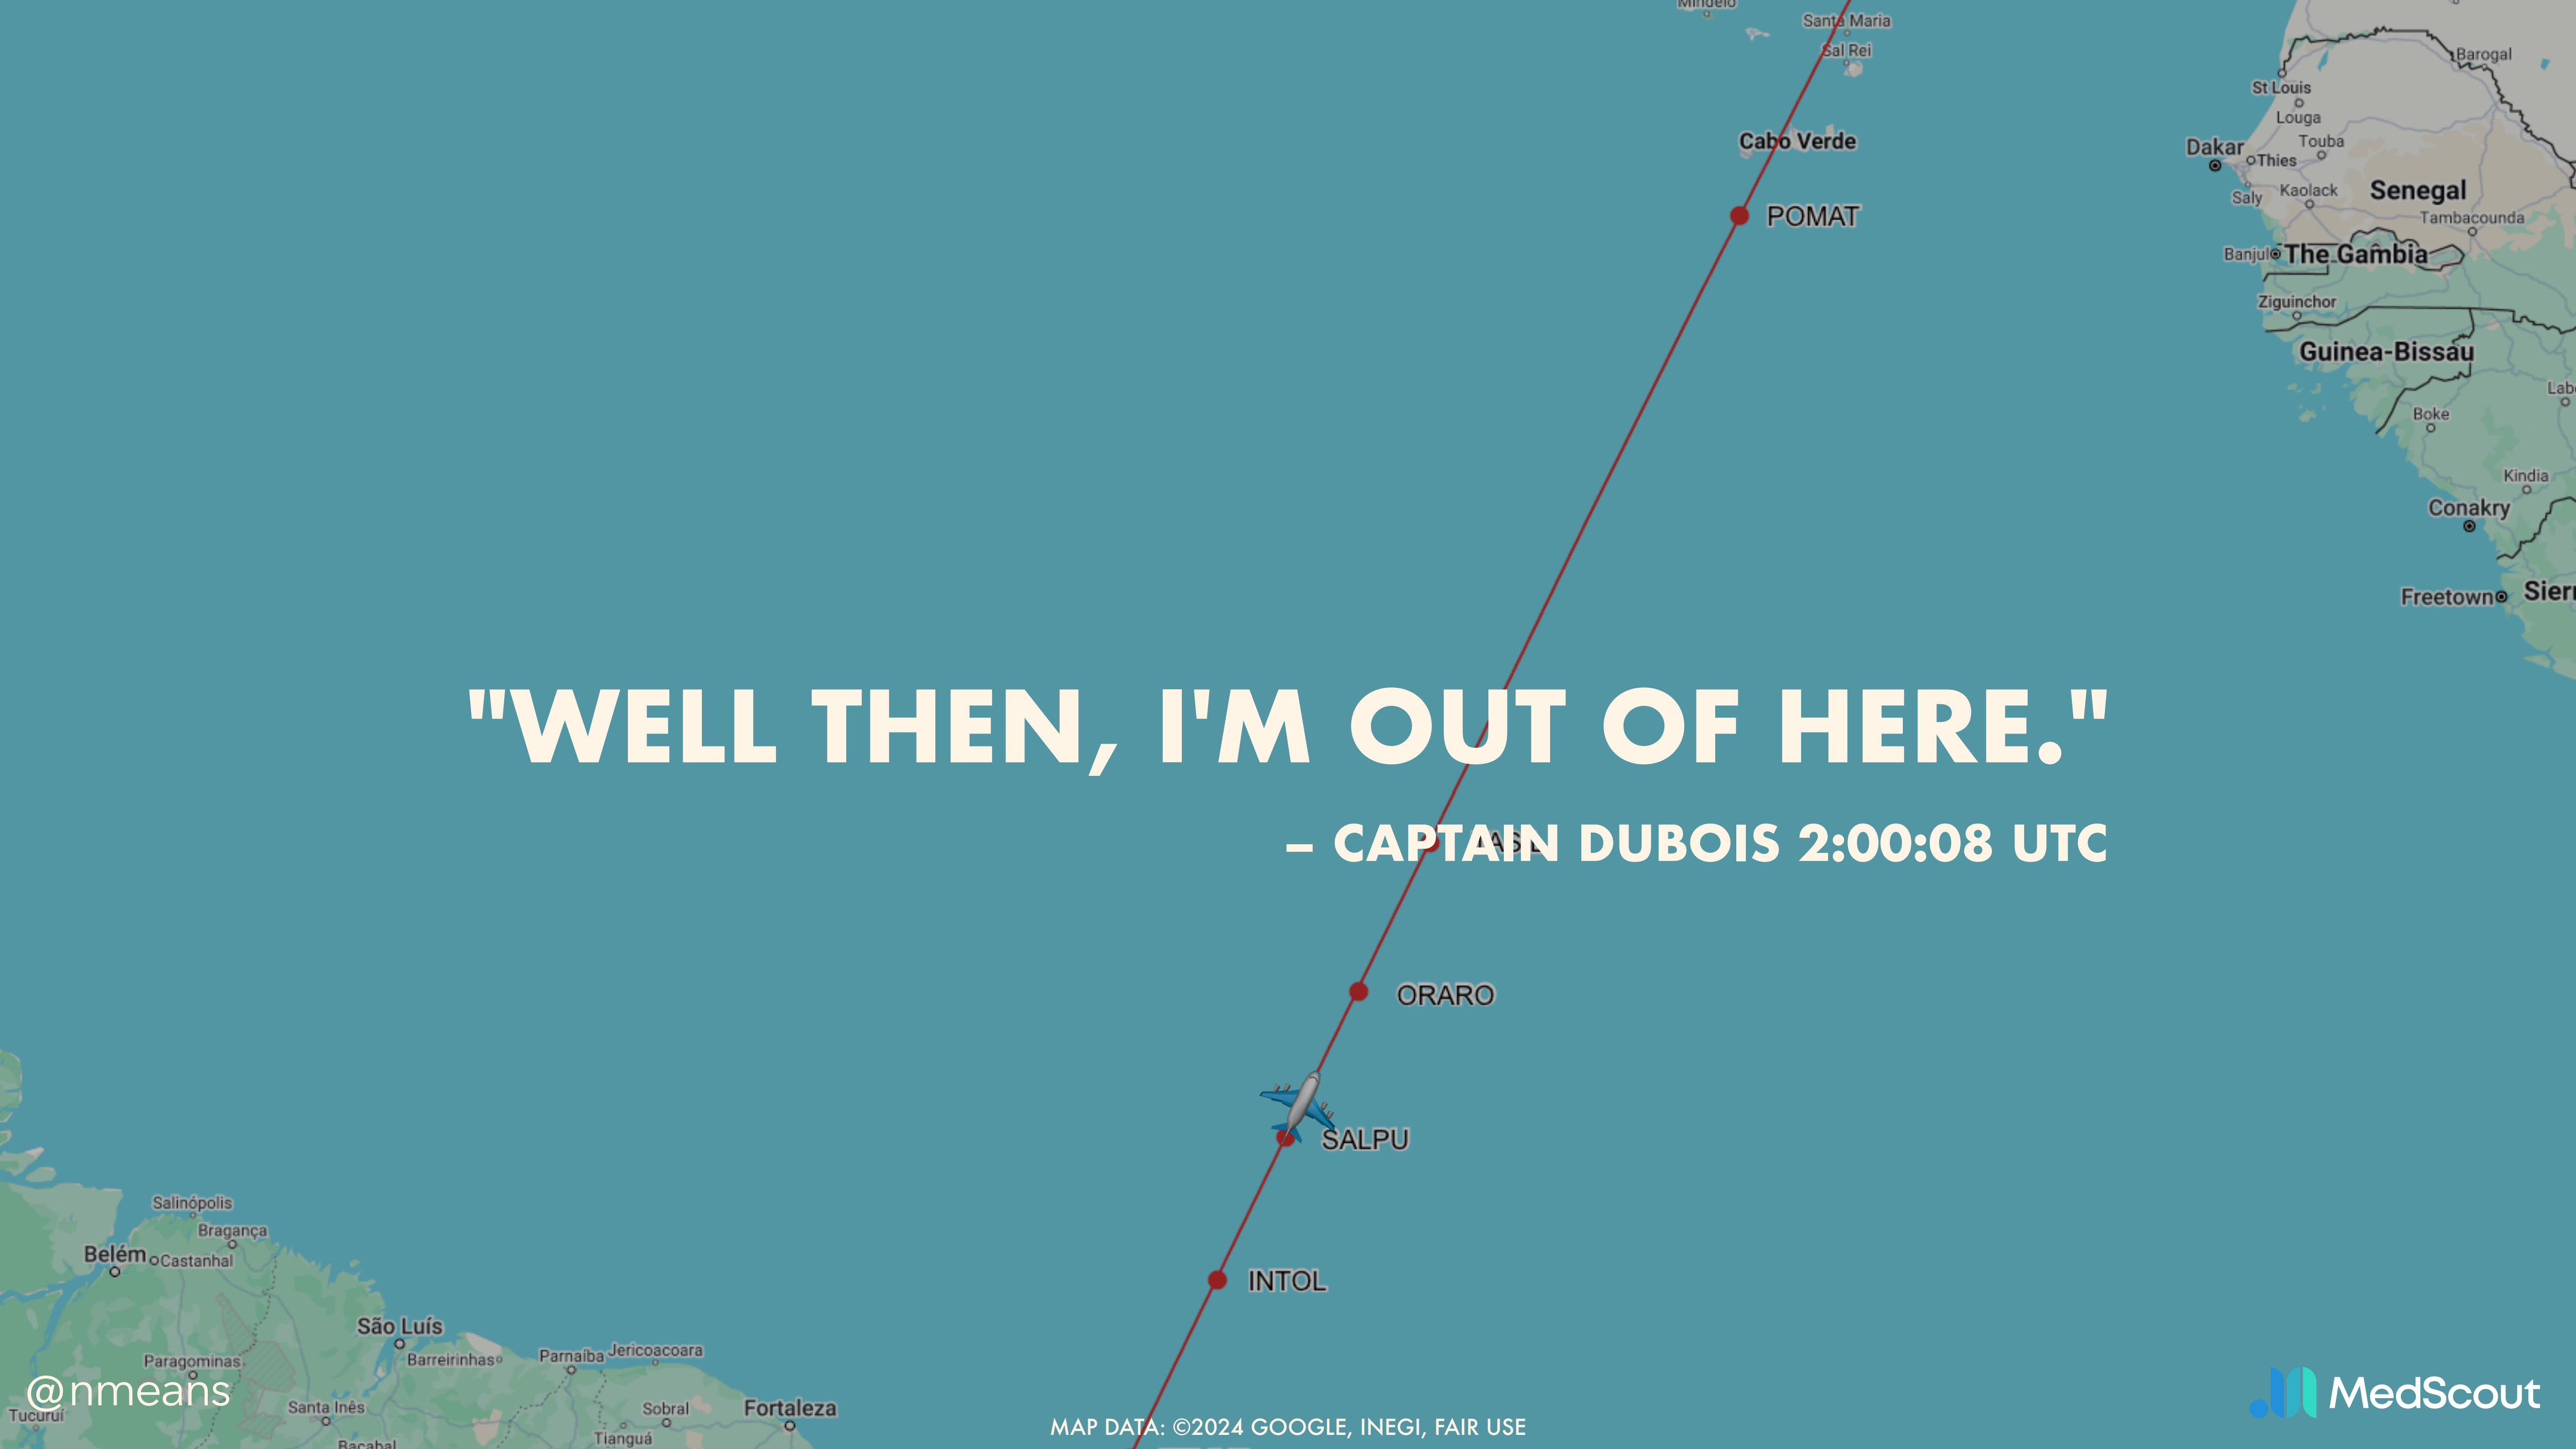 Mindelo
Santa Maria
Sal Rei
Barogal
St Louis
Louga
Touba
Cabo Verde
Dakar
Thies
Kaolack
Senegal
Saly
POMAT
Tambacounda
Banjul
The Gambia
Ziguinchor
Guinea-Bissau
Boke
Kindia
Conakry
Freetown
"WELL THEN, I'M OUT OF HERE."
– CAPTAIN DUBOIS 2:00:08 UTC
ORARO
SALPU
Salinópolis
Bragança
Belém
Castanhal
INTOL
São Luís
Jericoacoara
Parnaíba
Barreirinhas
Paragominas
@nmeans
MedScout
Tucuruí
Santa Inês
Sobral
Fortaleza
MAP DATA: ©2024 GOOGLE, INEGI, FAIR USE
Tianguá
Bacabal